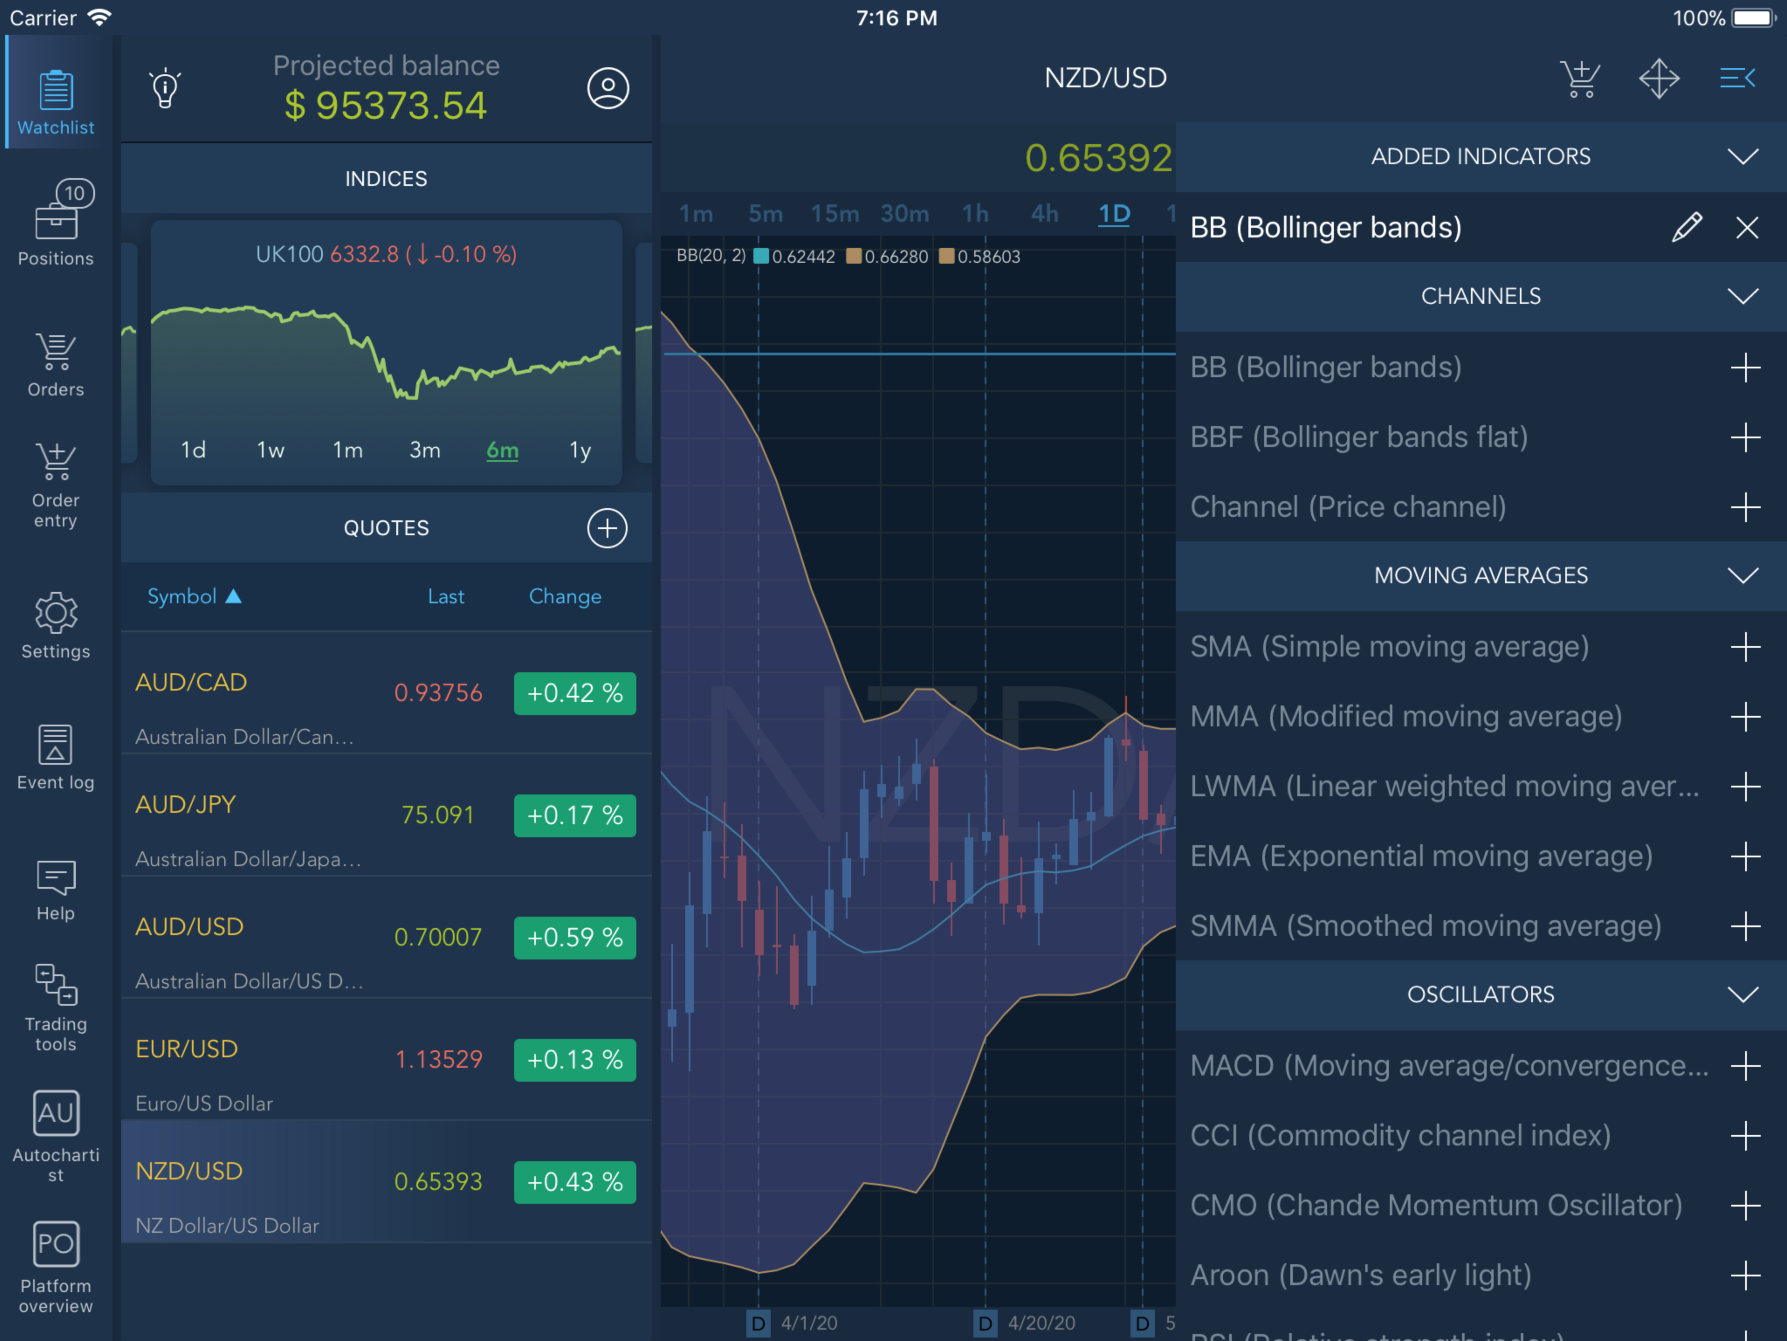 Carrier
7:16 PM
100%
Watchlist
10
Positions
Orders
Order
entry
Settings
Event log
Help
Trading
tools
AU
Autocharti
st
PO
Platform
overview
Projected balance
$ 95373.54
INDICES
UK100 6332.8 (↓ -0.10 %)
1d 1w 1m 3m 6m 1y
QUOTES
Symbol ▲ Last Change
AUD/CAD 0.93756 +0.42 %
Australian Dollar/Can...
AUD/JPY 75.091 +0.17 %
Australian Dollar/Japa...
AUD/USD 0.70007 +0.59 %
Australian Dollar/US D...
EUR/USD 1.13529 +0.13 %
Euro/US Dollar
NZD/USD 0.65393 +0.43 %
NZ Dollar/US Dollar
NZD/USD
0.65392
1m 5m 15m 30m 1h 4h 1D 1
BB(20, 2) 0.62442 0.66280 0.58603
NZD
D 4/1/20 D 4/20/20 D 5
ADDED INDICATORS
BB (Bollinger bands)
CHANNELS
BB (Bollinger bands)
BBF (Bollinger bands flat)
Channel (Price channel)
MOVING AVERAGES
SMA (Simple moving average)
MMA (Modified moving average)
LWMA (Linear weighted moving aver...
EMA (Exponential moving average)
SMMA (Smoothed moving average)
OSCILLATORS
MACD (Moving average/convergence...
CCI (Commodity channel index)
CMO (Chande Momentum Oscillator)
Aroon (Dawn's early light)
RSI (Relative strength index)